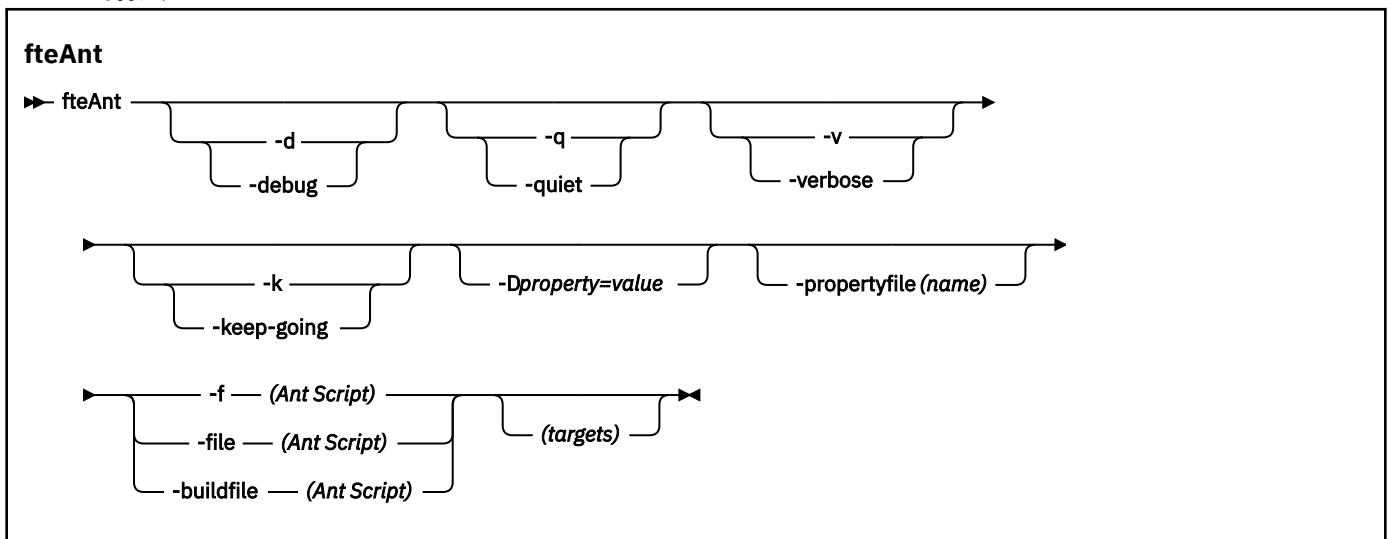 fteAnt
fteAnt -d -q -v
-debug -quiet -verbose
-k -Dproperty=value -propertyfile (name)
-keep-going
-f (Ant Script)
(targets)
-file (Ant Script)
-buildfile (Ant Script)